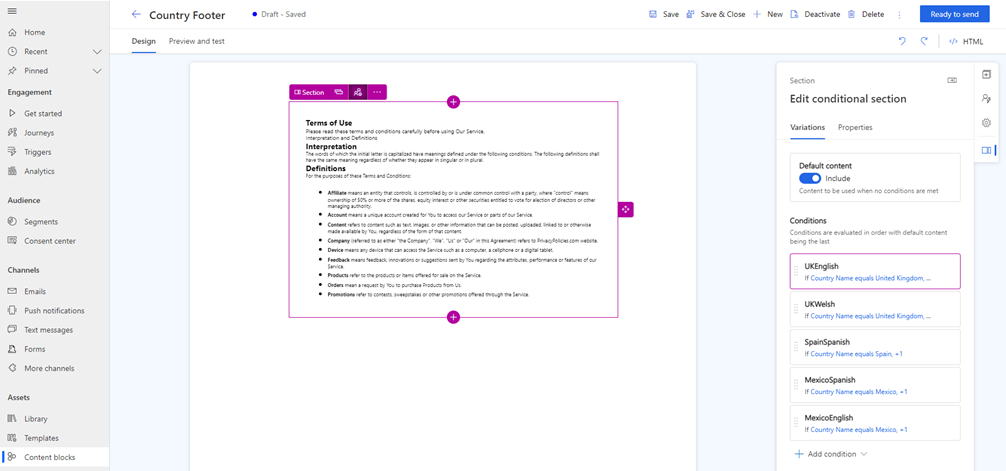 Country Footer
Draft - Saved
Save
Save & Close
New
Deactivate
Delete
Ready to send
Home
Recent
Pinned
Engagement
Get started
Journeys
Triggers
Analytics
Audience
Segments
Consent center
Channels
Emails
Push notifications
Text messages
Forms
More channels
Assets
Library
Templates
Content blocks
Design
Preview and test
HTML
Section
Terms of Use
Please read these terms and conditions carefully before using Our Service.
Interpretation and Definitions
Interpretation
The words of which the initial letter is capitalized have meanings defined under the following conditions. The following definitions shall
have the same meaning regardless of whether they appear in singular or in plural.
Definitions
For the purposes of these Terms and Conditions:
• Affiliate means an entity that controls, is controlled by or is under common control with a party, where "control" means
ownership of 50% or more of the shares, equity interest or other securities entitled to vote for election of directors or other
managing authority.
• Account means a unique account created for You to access our Service or parts of our Service.
• Content refers to content such as text, images, or other information that can be posted, uploaded, linked to or otherwise
made available by You, regardless of the form of that content.
• Company (referred to as either "the Company", "We", "Us" or "Our" in this Agreement) refers to PrivacyPolicies.com website.
• Device means any device that can access the Service such as a computer, a cellphone or a digital tablet.
• Feedback means feedback, innovations or suggestions sent by You regarding the attributes, performance or features of our
Service.
• Products refer to the products or items offered for sale on the Service.
• Orders mean a request by You to purchase Products from Us.
• Promotions refer to contests, sweepstakes or other promotions offered through the Service.
Section
Edit conditional section
Variations
Properties
Default content
Include
Content to be used when no conditions are met
Conditions
Conditions are evaluated in order with default content
being the last
UKEnglish
If Country Name equals United Kingdom, ...
UKWelsh
If Country Name equals United Kingdom, ...
SpainSpanish
If Country Name equals Spain, +1
MexicoSpanish
If Country Name equals Mexico, +1
MexicoEnglish
If Country Name equals Mexico, +1
Add condition